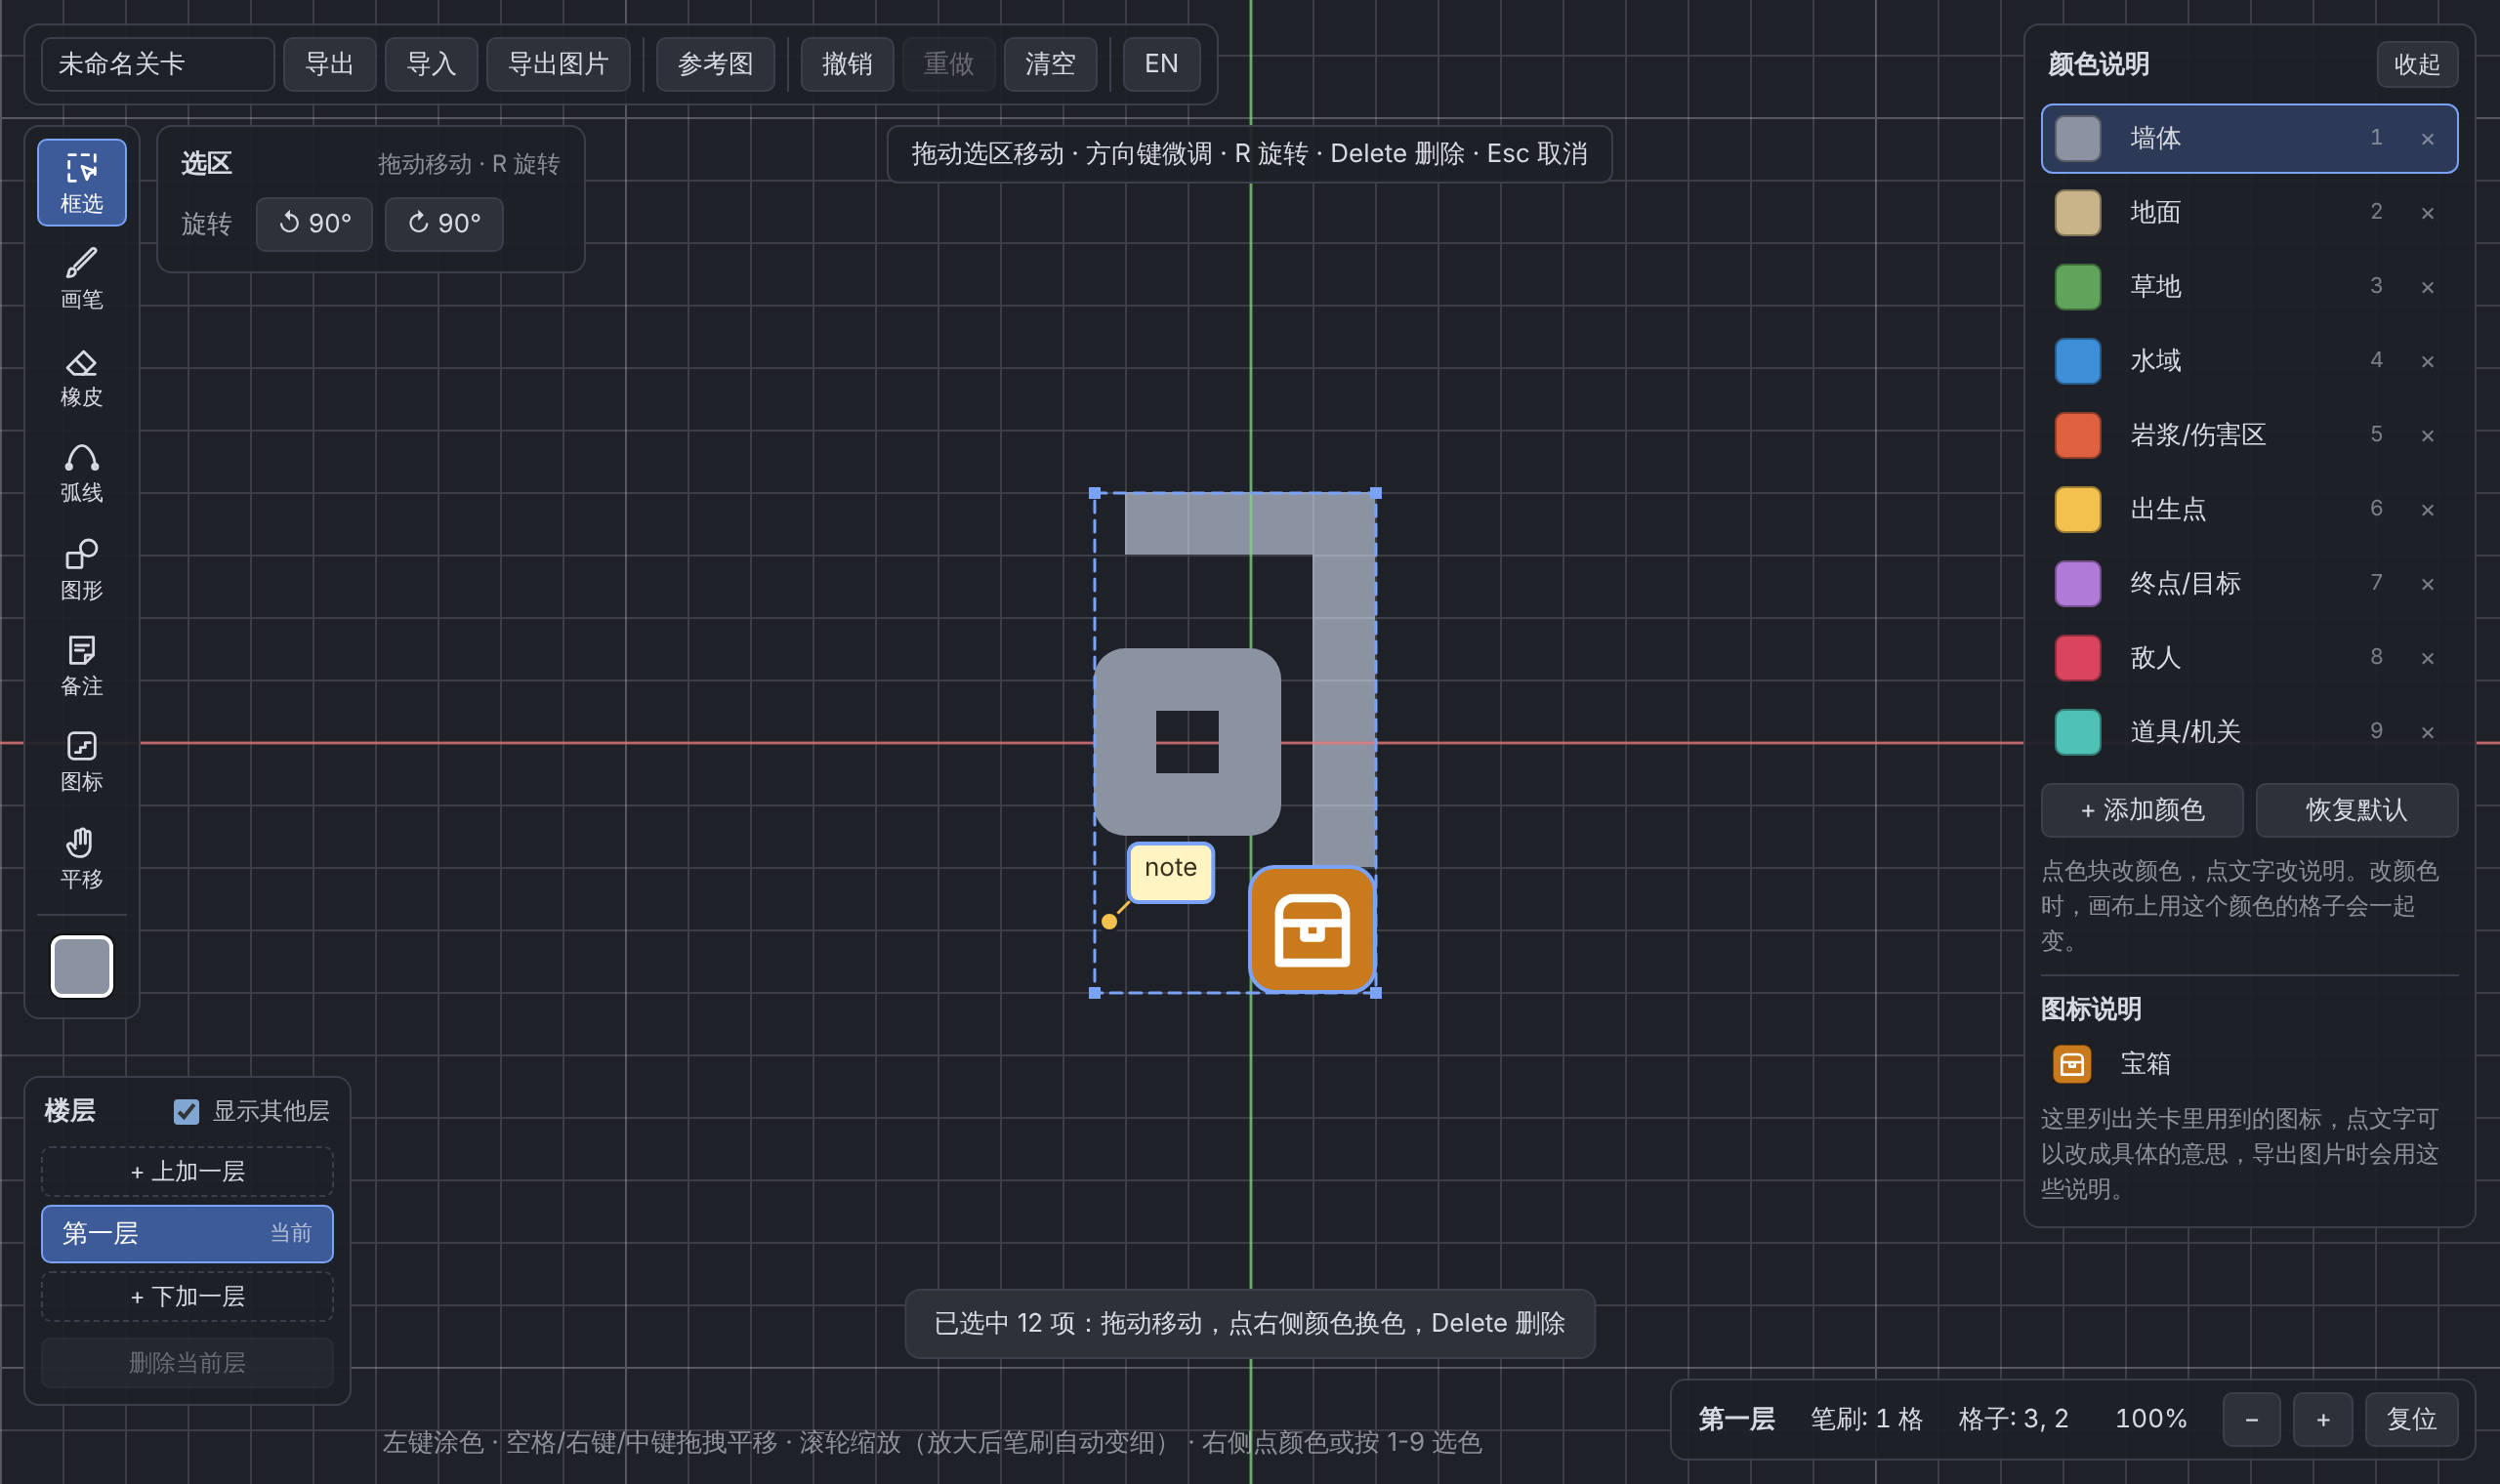 未命名关卡 导出 导入 导出图片 参考图 撤销 重做 清空 EN
框选
画笔
橡皮
弧线
图形
备注
图标
平移
选区 拖动移动 · R 旋转
旋转 90° 90°
拖动选区移动 · 方向键微调 · R 旋转 · Delete 删除 · Esc 取消
note
颜色说明 收起
墙体 1 ×
地面 2 ×
草地 3 ×
水域 4 ×
岩浆/伤害区 5 ×
出生点 6 ×
终点/目标 7 ×
敌人 8 ×
道具/机关 9 ×
+ 添加颜色 恢复默认
点色块改颜色，点文字改说明。改颜色
时，画布上用这个颜色的格子会一起
变。
图标说明
宝箱
这里列出关卡里用到的图标，点文字可
以改成具体的意思，导出图片时会用这
些说明。
楼层 显示其他层
+ 上加一层
第一层 当前
+ 下加一层
删除当前层
已选中 12 项：拖动移动，点右侧颜色换色，Delete 删除
左键涂色 · 空格/右键/中键拖拽平移 · 滚轮缩放（放大后笔刷自动变细） · 右侧点颜色或按 1-9 选色
第一层 笔刷: 1 格 格子: 3, 2 100% − + 复位